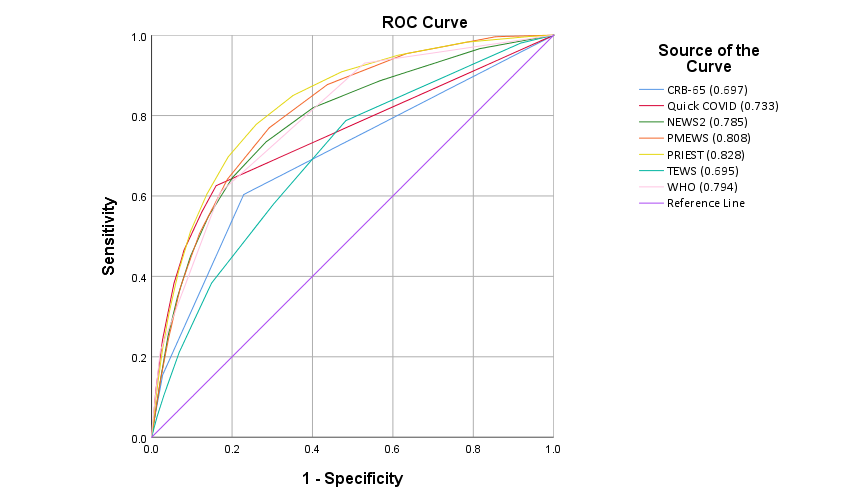 ROC Curve
Source of the
Curve
CRB-65 (0.697)
Quick COVID (0.733)
NEWS2 (0.785)
PMEWS (0.808)
PRIEST (0.828)
TEWS (0.695)
WHO (0.794)
Reference Line
Sensitivity
1.0
0.8
0.6
0.4
0.2
0.0
0.0 0.2 0.4 0.6 0.8 1.0
1 - Specificity